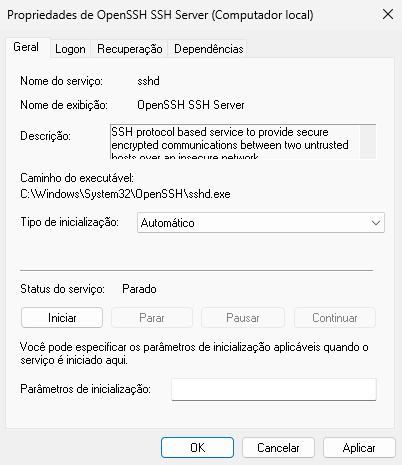 Propriedades de OpenSSH SSH Server (Computador local)
Geral Logon Recuperação Dependências
Nome do serviço: sshd
Nome de exibição: OpenSSH SSH Server
Descrição: SSH protocol based service to provide secure
encrypted communications between two untrusted
hosts over an insecure network.
Caminho do executável:
C:\Windows\System32\OpenSSH\sshd.exe
Tipo de inicialização: Automático
Status do serviço: Parado
Iniciar Parar Pausar Continuar
Você pode especificar os parâmetros de inicialização aplicáveis quando o
serviço é iniciado aqui.
Parâmetros de inicialização:
OK Cancelar Aplicar